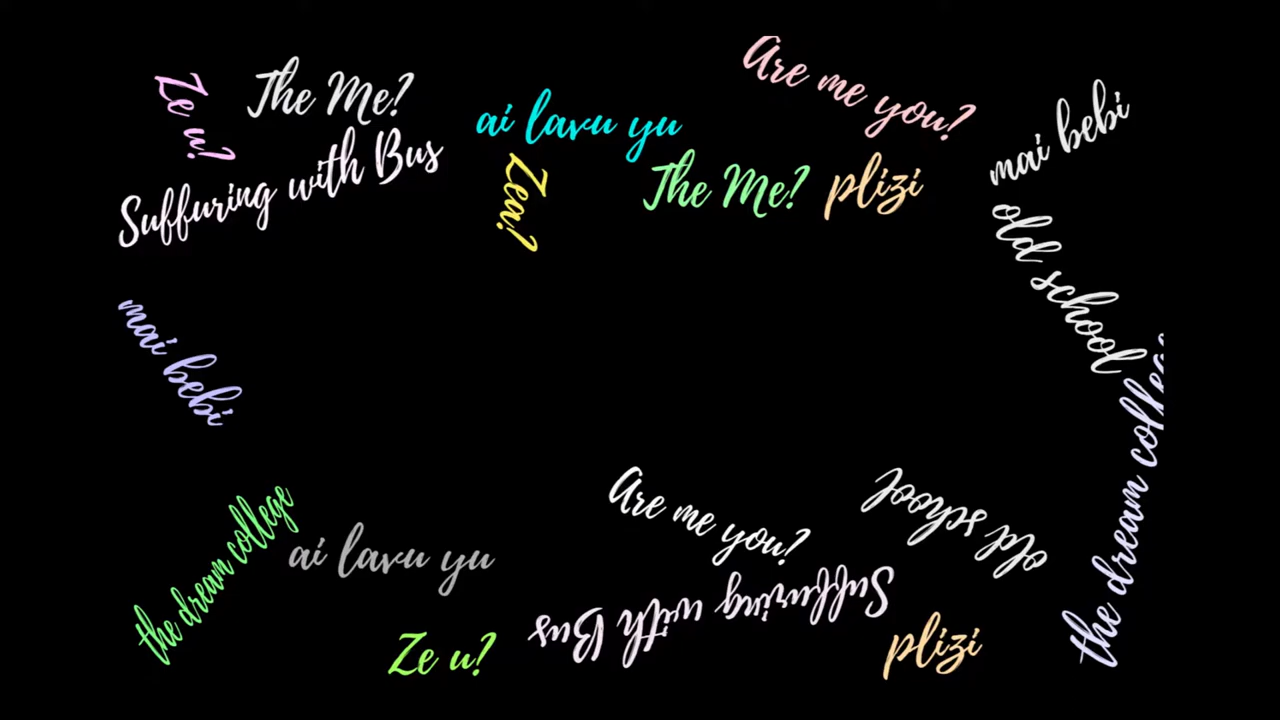 Ze u?
The Me?
Suffuring with Bus
ai lavu yu
Zea?
Are me you?
The Me?
plizi
mai bebi
old school
mai bebi
the dream college
the dream college
ai lavu yu
Are me you?
old school
Suffuring with Bus
Ze u?
plizi